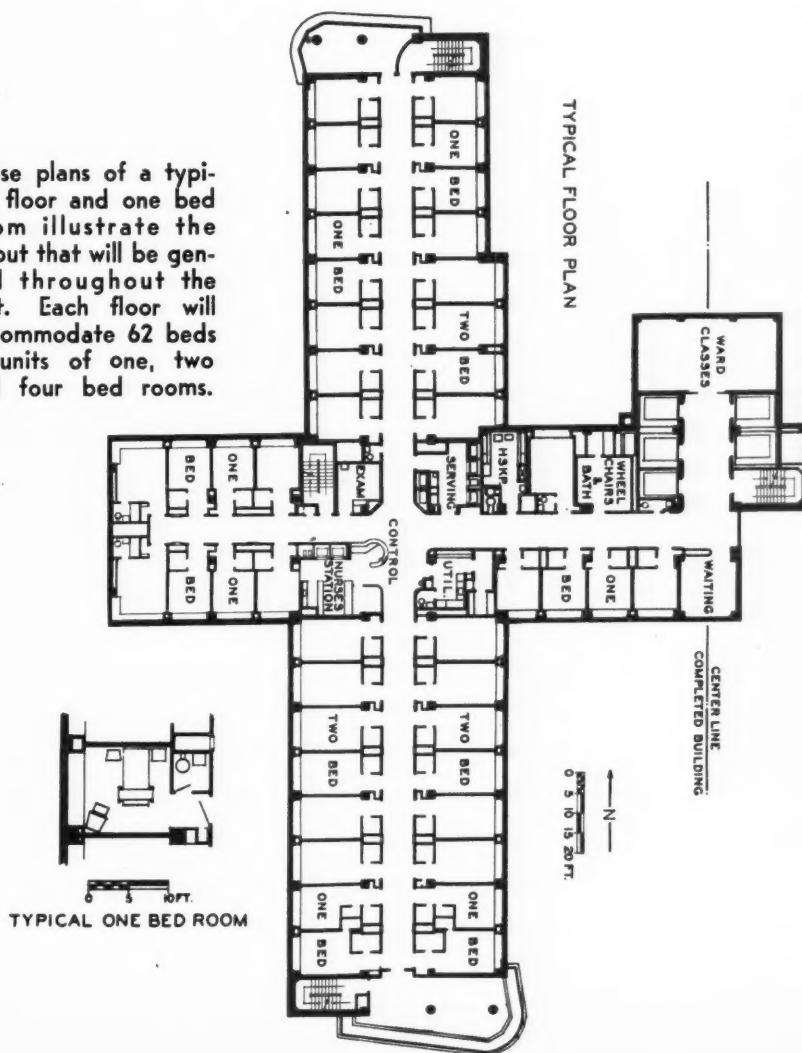 se plans of a typi-
floor and one bed
om illustrate the
out that will be gen-
l throughout the
t. Each floor will
ommodate 62 beds
units of one, two
l four bed rooms.
TYPICAL FLOOR PLAN
ONE BED
ONE BED
TWO BED
WARD CLASSES
WHEEL CHAIRS & BATH
HSKP.
SERVING
EXAM
CONTROL
NURSES STATION
UTIL.
WAITING
BED
ONE
BED
ONE
BED
ONE
CENTER LINE
COMPLETED BUILDING
TWO BED
TWO BED
ONE BED
ONE BED
N
0 5 10 15 20 FT.
0 5 10 FT.
TYPICAL ONE BED ROOM